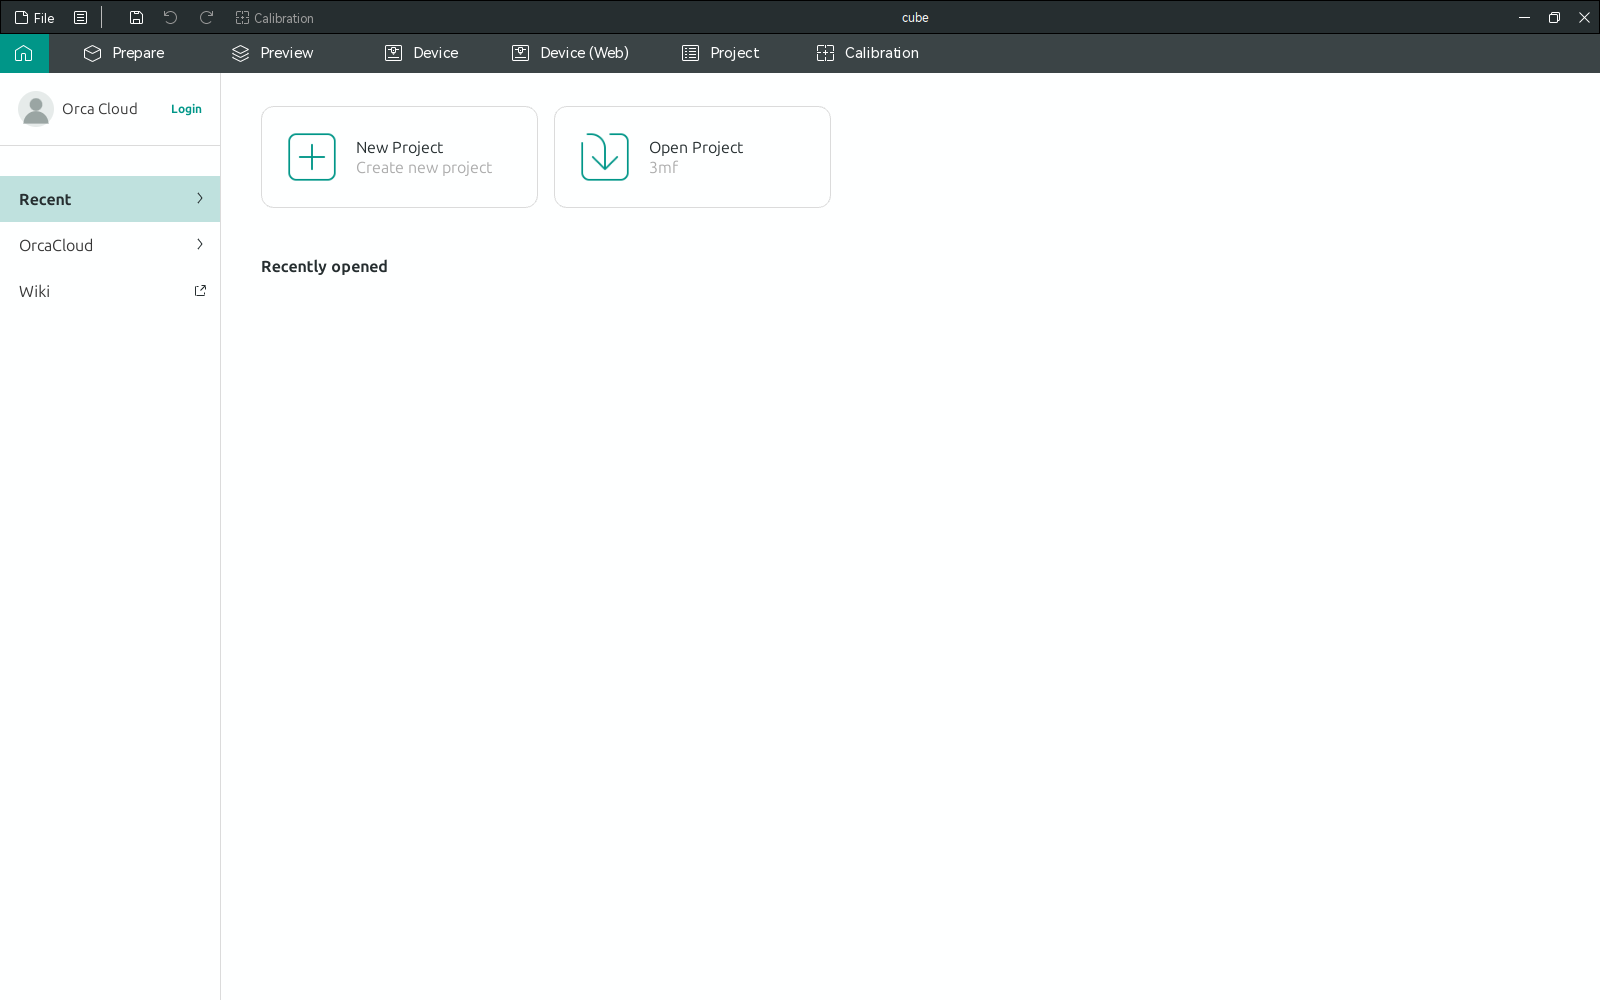 File
Calibration
cube
Prepare
Preview
Device
Device (Web)
Project
Calibration
Orca Cloud
Login
Recent
OrcaCloud
Wiki
New Project
Create new project
Open Project
3mf
Recently opened